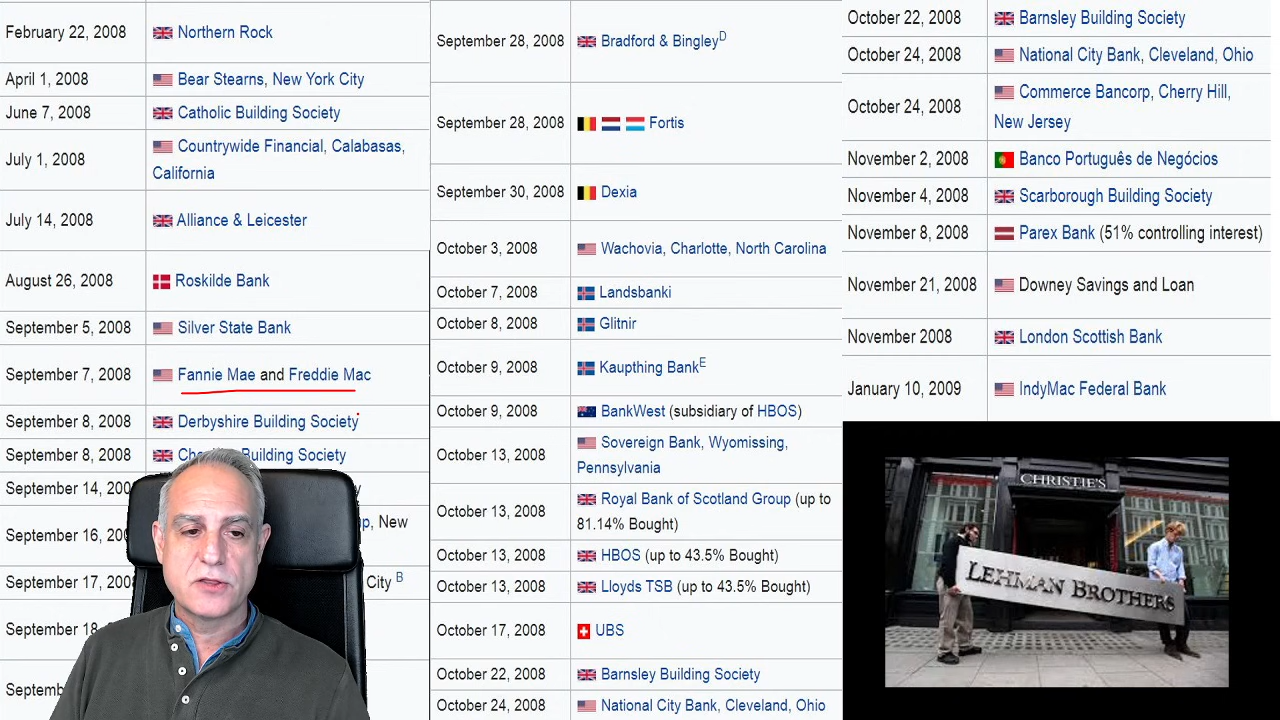 February 22, 2008 Northern Rock
April 1, 2008 Bear Stearns, New York City
June 7, 2008 Catholic Building Society
July 1, 2008 Countrywide Financial, Calabasas,
California
July 14, 2008 Alliance & Leicester
August 26, 2008 Roskilde Bank
September 5, 2008 Silver State Bank
September 7, 2008 Fannie Mae and Freddie Mac
September 8, 2008 Derbyshire Building Society
September 8, 2008 Building Society
September 14,
September 16, New
September 17, City B
September 18
September 28, 2008 Bradford & BingleyD
September 28, 2008 Fortis
September 30, 2008 Dexia
October 3, 2008 Wachovia, Charlotte, North Carolina
October 7, 2008 Landsbanki
October 8, 2008 Glitnir
October 9, 2008 Kaupthing BankE
October 9, 2008 BankWest (subsidiary of HBOS)
October 13, 2008 Sovereign Bank, Wyomissing,
Pennsylvania
October 13, 2008 Royal Bank of Scotland Group (up to
81.14% Bought)
October 13, 2008 HBOS (up to 43.5% Bought)
October 13, 2008 Lloyds TSB (up to 43.5% Bought)
October 17, 2008 UBS
October 22, 2008 Barnsley Building Society
October 24, 2008 National City Bank, Cleveland, Ohio
October 22, 2008 Barnsley Building Society
October 24, 2008 National City Bank, Cleveland, Ohio
October 24, 2008 Commerce Bancorp, Cherry Hill,
New Jersey
November 2, 2008 Banco Português de Negócios
November 4, 2008 Scarborough Building Society
November 8, 2008 Parex Bank (51% controlling interest)
November 21, 2008 Downey Savings and Loan
November 2008 London Scottish Bank
January 10, 2009 IndyMac Federal Bank
CHRISTIE'S
LEHMAN BROTHERS